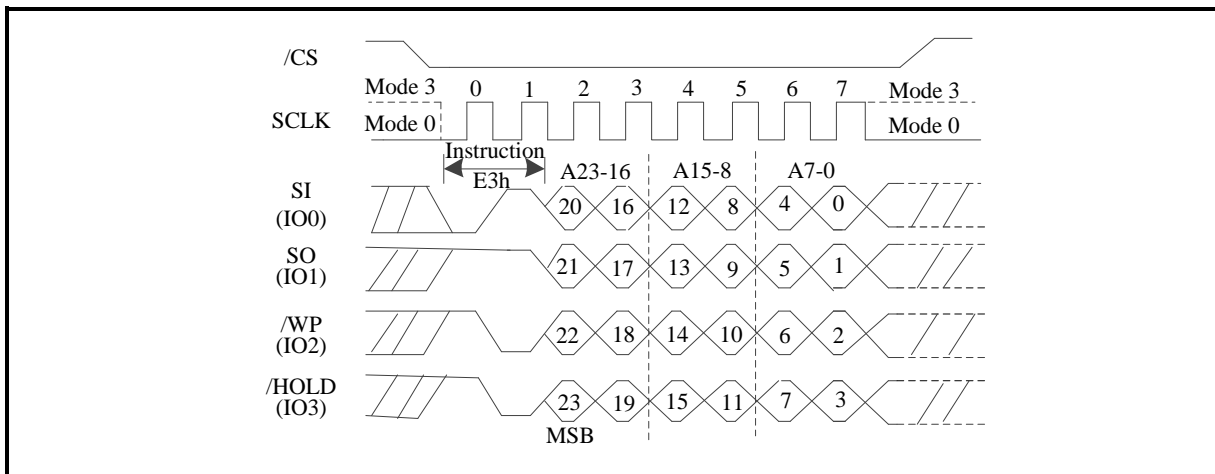 /CS
Mode 3 0 1 2 3 4 5 6 7 Mode 3
SCLK
Mode 0 Mode 0
Instruction
E3h A23-16 A15-8 A7-0
SI
(IO0)
20 16 12 8 4 0
SO
(IO1)
21 17 13 9 5 1
/WP
(IO2)
22 18 14 10 6 2
/HOLD
(IO3)
23 19 15 11 7 3
MSB